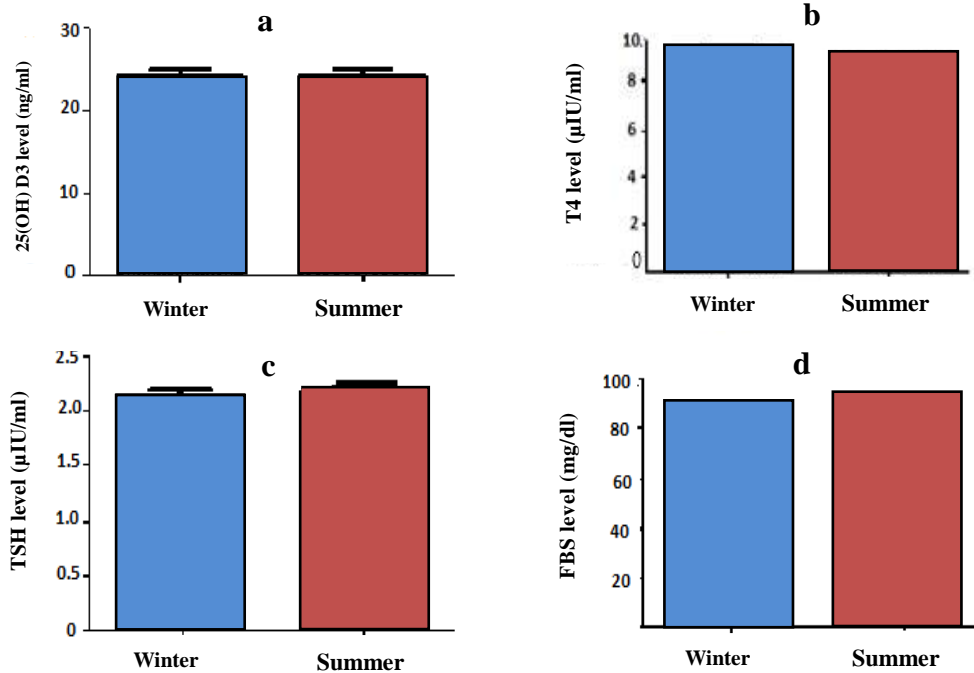 a
25(OH) D3 level (ng/ml)
30
20
10
0
Winter
Summer
b
T4 level (µIU/ml)
10
8
6
4
2
0
Winter
Summer
c
TSH level (µIU/ml)
2.5
2.0
1.5
1.0
0.5
0
Winter
Summer
d
FBS level (mg/dl)
100
80
60
40
20
Winter
Summer